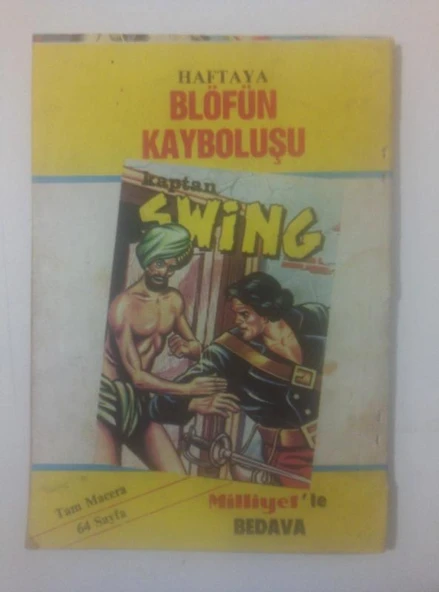 HAFTAYA
BLÖFÜN
KAYBOLUŞU
kaptan
SWiNG
Tam Macera
64 Sayfa
Milliyet'le
BEDAVA